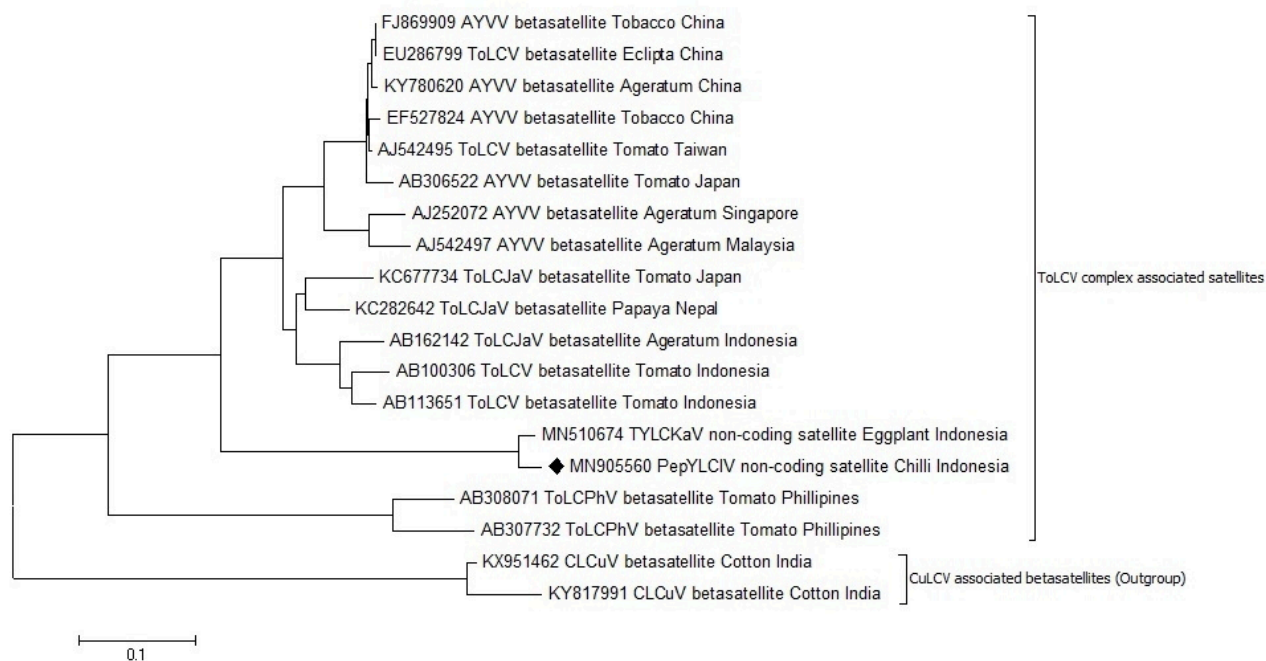 FJ869909 AYVV betasatellite Tobacco China
EU286799 ToLCV betasatellite Eclipta China
KY780620 AYVV betasatellite Ageratum China
EF527824 AYVV betasatellite Tobacco China
AJ542495 ToLCV betasatellite Tomato Taiwan
AB306522 AYVV betasatellite Tomato Japan
AJ252072 AYVV betasatellite Ageratum Singapore
AJ542497 AYVV betasatellite Ageratum Malaysia
KC677734 ToLCJaV betasatellite Tomato Japan
ToLCV complex associated satellites
KC282642 ToLCJaV betasatellite Papaya Nepal
AB162142 ToLCJaV betasatellite Ageratum Indonesia
AB100306 ToLCV betasatellite Tomato Indonesia
AB113651 ToLCV betasatellite Tomato Indonesia
MN510674 TYLCKaV non-coding satellite Eggplant Indonesia
MN905560 PepYLCIV non-coding satellite Chilli Indonesia
AB308071 ToLCPhV betasatellite Tomato Phillipines
AB307732 ToLCPhV betasatellite Tomato Phillipines
KX951462 CLCuV betasatellite Cotton India
CuLCV associated betasatellites (Outgroup)
KY817991 CLCuV betasatellite Cotton India
0.1